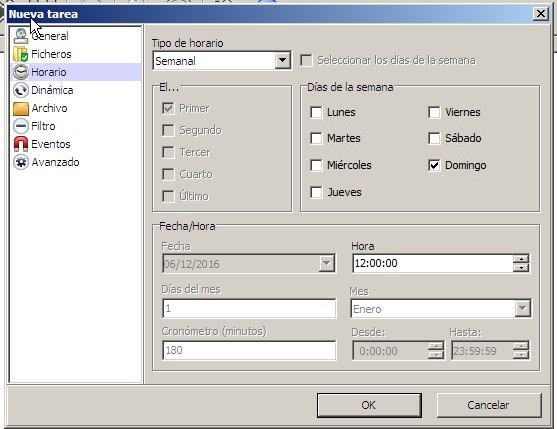 Nueva tarea
General
Ficheros
Horario
Dinámica
Archivo
Filtro
Eventos
Avanzado
Tipo de horario
Semanal
Seleccionar los días de la semana
El...
Primer
Segundo
Tercer
Cuarto
Último
Días de la semana
Lunes
Viernes
Martes
Sábado
Miércoles
Domingo
Jueves
Fecha/Hora
Fecha
Hora
06/12/2016
12:00:00
Días del mes
Mes
1
Enero
Cronómetro (minutos)
Desde:
Hasta:
180
0:00:00
23:59:59
OK
Cancelar